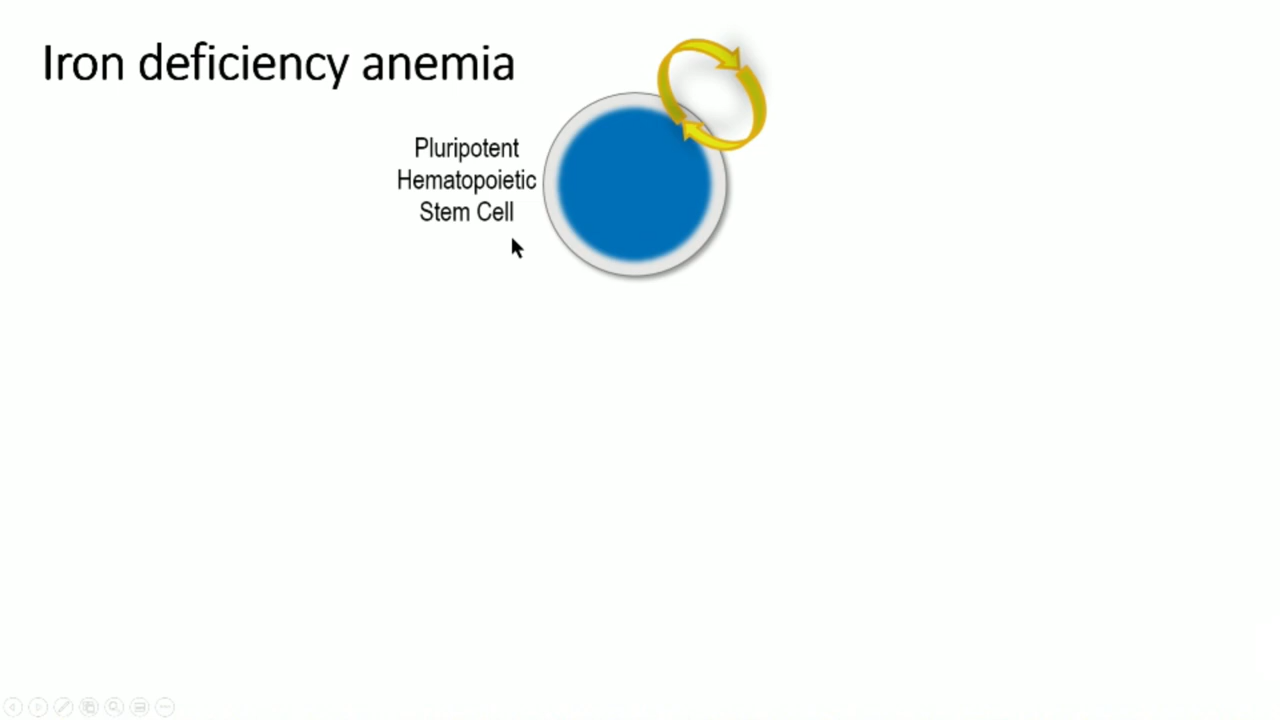 Iron deficiency anemia
Pluripotent
Hematopoietic
Stem Cell